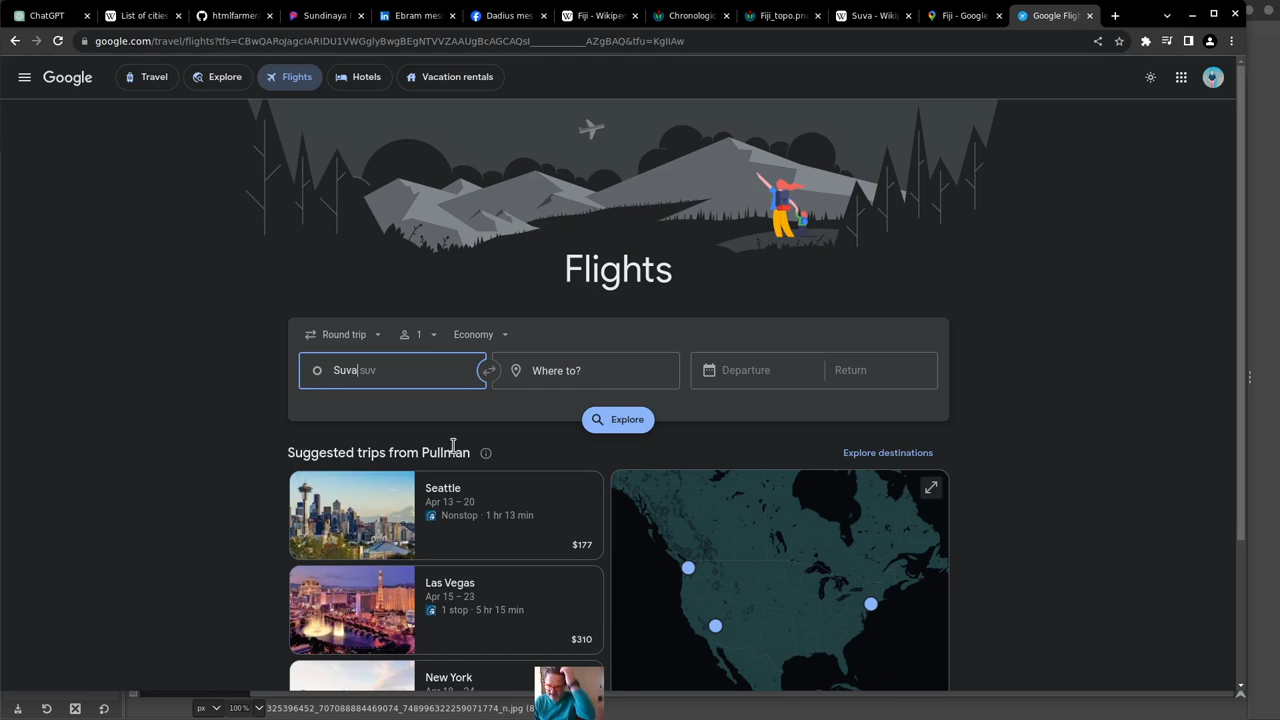 ChatGPT
List of cities
htmlfarmer/
Sundinaya
Ebram mes
Dadius me
Fiji - Wikipe
Chronologic
Fiji_topo.pn
Suva - Wiki
Fiji - Google
Google Fligh
google.com/travel/flights?tfs=CBwQARoJagcIARIDU1VWGglyBwgBEgNTVVZAAUgBcAGCAQsI___________AZgBAQ&tfu=KgIIAw
Google
Travel
Explore
Flights
Hotels
Vacation rentals
Flights
Round trip
1
Economy
Suva suv
Where to?
Departure
Return
Explore
Suggested trips from Pullman
Explore destinations
Seattle
Apr 13 – 20
Nonstop · 1 hr 13 min
$177
Las Vegas
Apr 15 – 23
1 stop · 5 hr 15 min
$310
New York
px
100%
325396452_707088884469074_748996322259071774_n.jpg (8